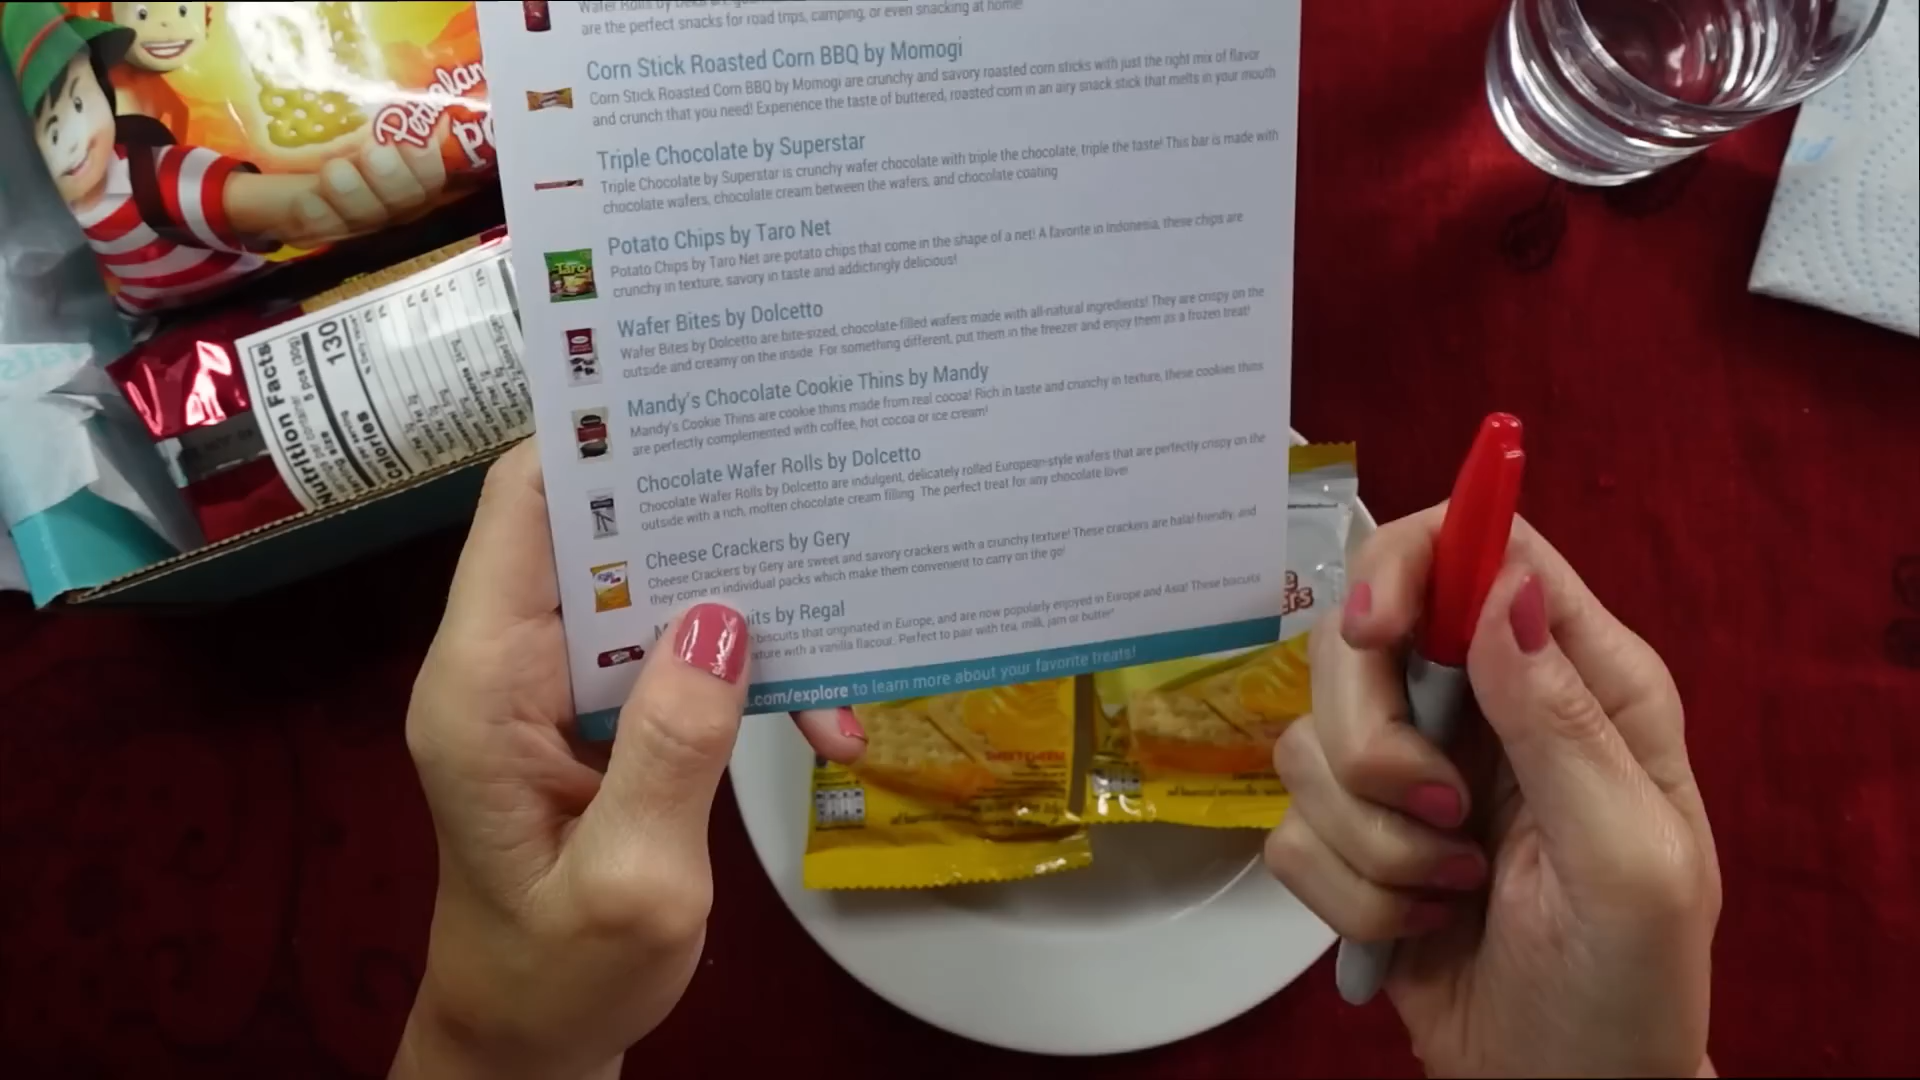 Wafer Rolls by
are the perfect snacks for road trips, camping, or even snacking at home!
Corn Stick Roasted Corn BBQ by Momogi
Corn Stick Roasted Corn BBQ by Momogi are crunchy and savory roasted corn sticks with just the right mix of flavor
and crunch that you need! Experience the taste of buttered, roasted corn in an airy snack stick that melts in your mouth
Triple Chocolate by Superstar
Triple Chocolate by Superstar is crunchy wafer chocolate with triple the chocolate, triple the taste! This bar is made with
chocolate wafers, chocolate cream between the wafers, and chocolate coating
Potato Chips by Taro Net
Potato Chips by Taro Net are potato chips that come in the shape of a net! A favorite in Indonesia, these chips are
crunchy in texture, savory in taste and addictingly delicious!
Taro
Wafer Bites by Dolcetto
Wafer Bites by Dolcetto are bite-sized, chocolate-filled wafers made with all-natural ingredients! They are crispy on the
outside and creamy on the inside. For something different, put them in the freezer and enjoy them as a frozen treat!
Mandy's Chocolate Cookie Thins by Mandy
Mandy's Cookie Thins are cookie thins made from real cocoa! Rich in taste and crunchy in texture, these cookies thins
are perfectly complemented with coffee, hot cocoa or ice cream!
Chocolate Wafer Rolls by Dolcetto
Chocolate Wafer Rolls by Dolcetto are indulgent, delicately rolled European-style wafers that are perfectly crispy on the
outside with a rich, molten chocolate cream filling. The perfect treat for any chocolate lover
Cheese Crackers by Gery
Cheese Crackers by Gery are sweet and savory crackers with a crunchy texture! These crackers are halal-friendly, and
they come in individual packs which make them convenient to carry on the go!
uits by Regal
biscuits that originated in Europe, and are now popularly enjoyed in Europe and Asia! These biscuits
xture with a vanilla flavour. Perfect to pair with tea, milk, jam or butter!
.com/explore to learn more about your favorite treats!
Nutrition Facts
5 pcs (30g)
Calories 130